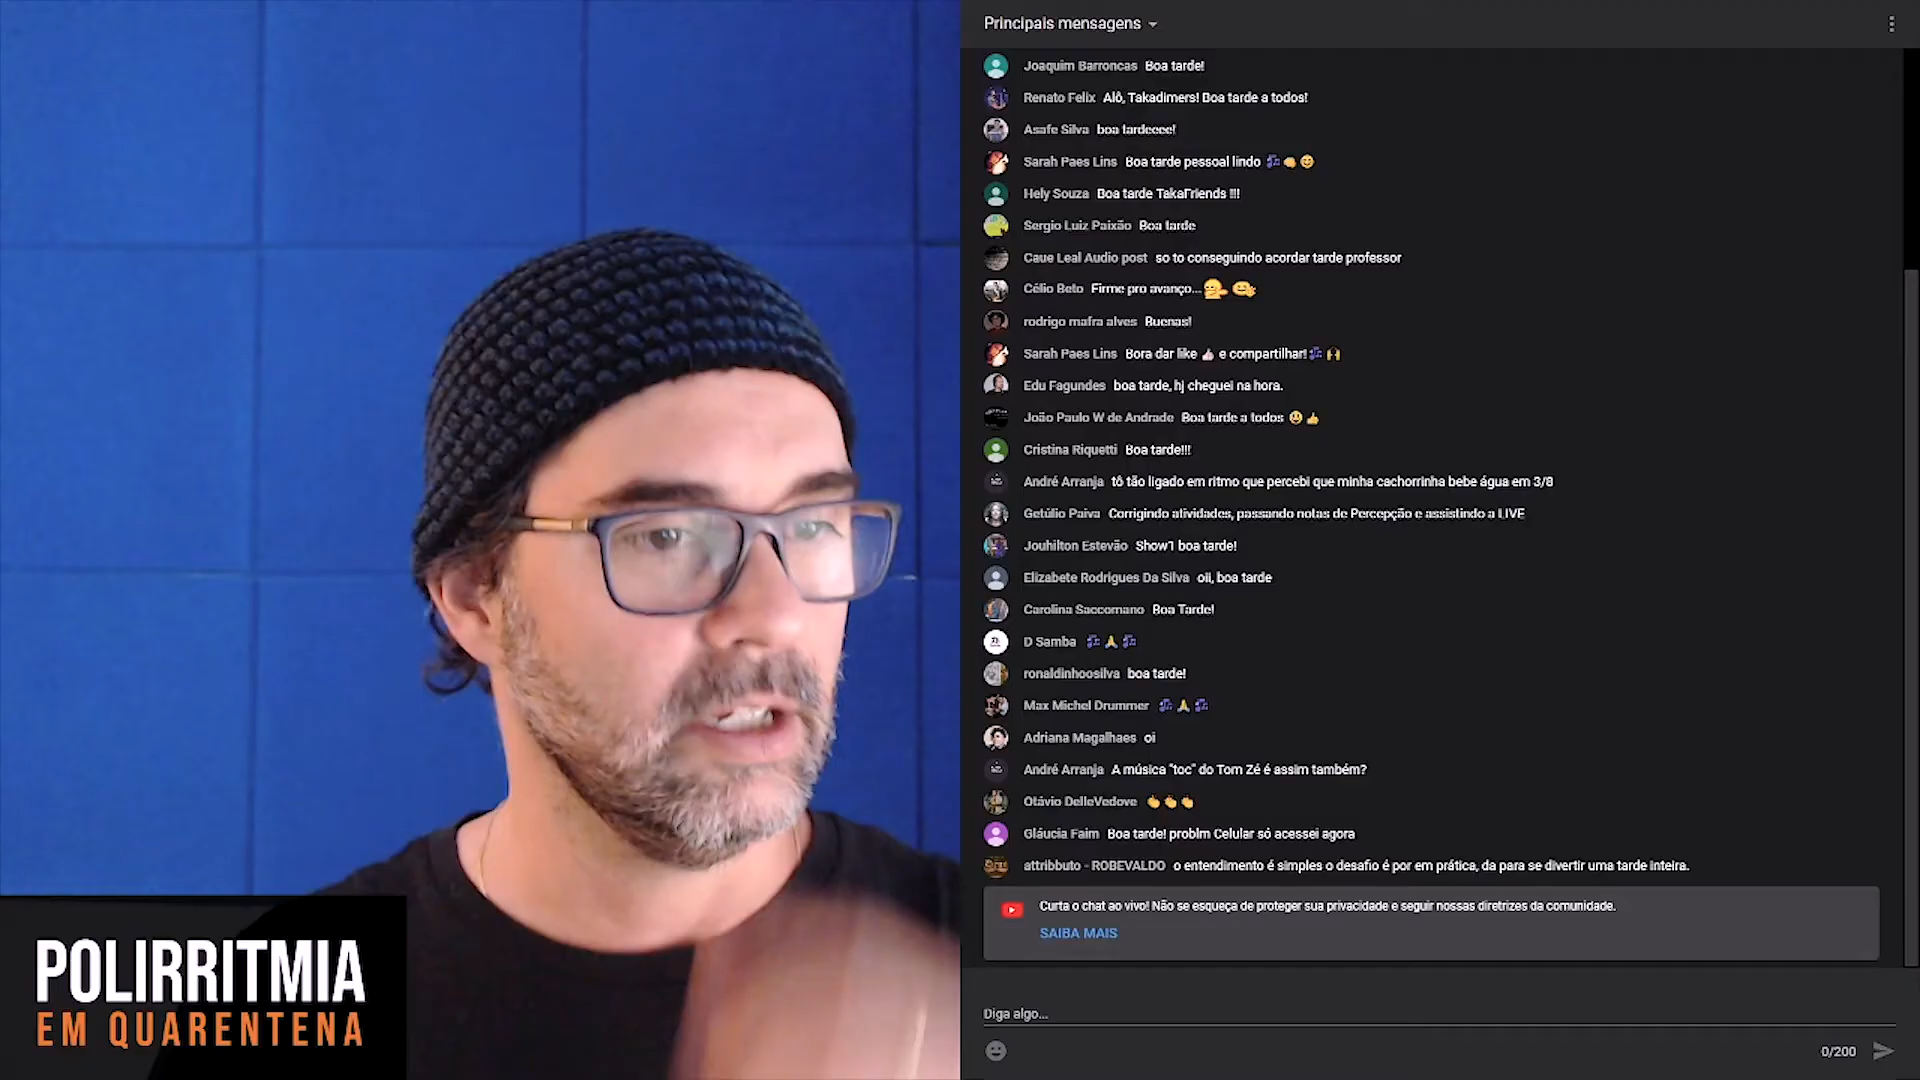 Principais mensagens
Joaquim Barroncas Boa tarde!
Renato Felix Alô, Takadimers! Boa tarde a todos!
Asafe Silva boa tardeeee!
Sarah Paes Lins Boa tarde pessoal lindo 🎶👊😊
Hely Souza Boa tarde TakaFriends !!!
Sergio Luiz Paixão Boa tarde
Caue Leal Audio post so to conseguindo acordar tarde professor
Célio Beto Firme pro avanço...
rodrigo mafra alves Buenas!
Sarah Paes Lins Bora dar like 👍 e compartilhar!🎶🙌
Edu Fagundes boa tarde, hj cheguei na hora.
João Paulo W de Andrade Boa tarde a todos 😃👍
Cristina Riquetti Boa tarde!!!
André Arranja tô tão ligado em ritmo que percebi que minha cachorrinha bebe água em 3/8
Getúlio Paiva Corrigindo atividades, passando notas de Percepção e assistindo a LIVE
Jouhilton Estevão Show1 boa tarde!
Elizabete Rodrigues Da Silva oii, boa tarde
Carolina Saccomano Boa Tarde!
D Samba 🎶🙏🎶
ronaldinhoosilva boa tarde!
Max Michel Drummer 🎶🙏🎶
Adriana Magalhaes oi
André Arranja A música "toc" do Tom Zé é assim também?
Otávio DelleVedove 👏👏👏
Gláucia Faim Boa tarde! problm Celular só acessei agora
attribbuto - ROBEVALDO o entendimento é simples o desafio é por em prática, da para se divertir uma tarde inteira.
Curta o chat ao vivo! Não se esqueça de proteger sua privacidade e seguir nossas diretrizes da comunidade.
SAIBA MAIS
Diga algo...
0/200
POLIRRITMIA
EM QUARENTENA